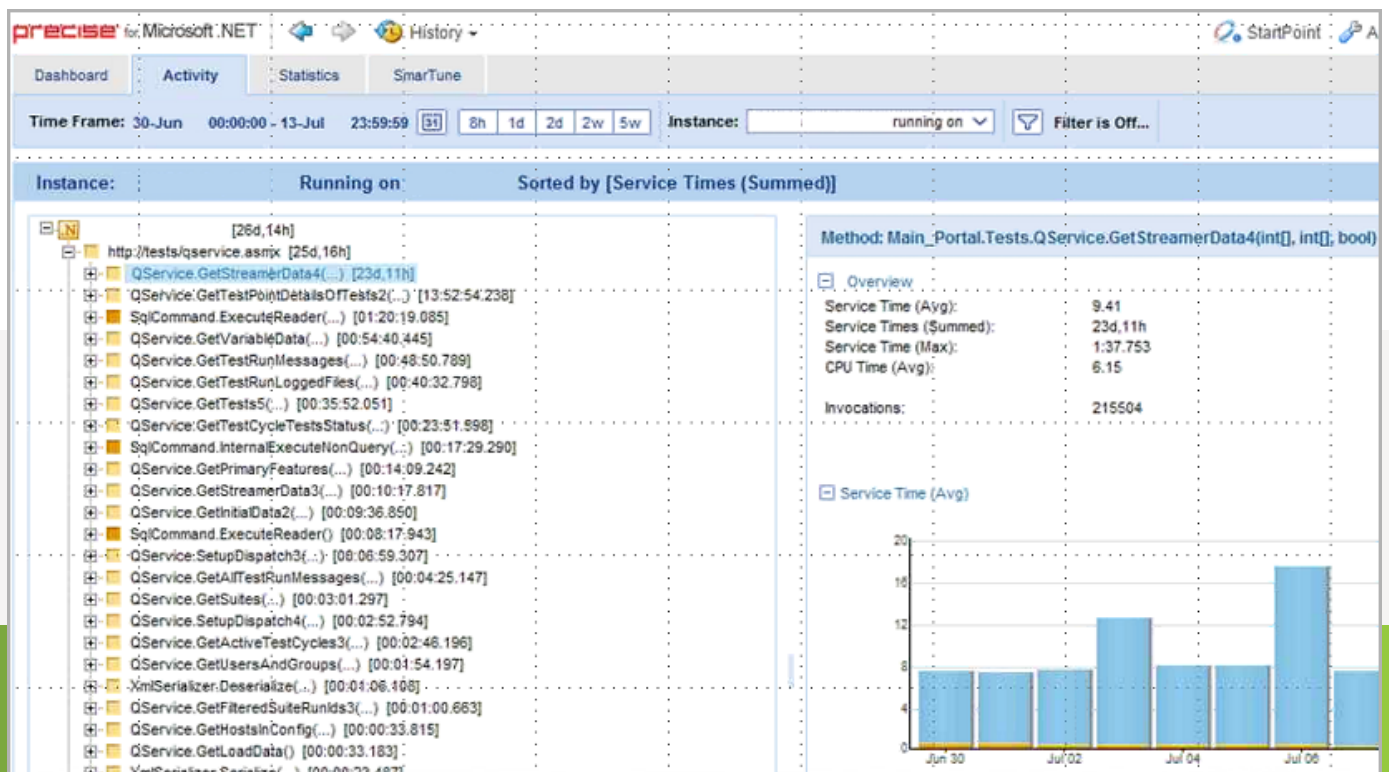 precise for Microsoft .NET History StartPoint A
Dashboard Activity Statistics SmarTune
Time Frame: 30-Jun 00:00:00 - 13-Jul 23:59:59 31 8h 1d 2d 2w 5w Instance: running on Filter is Off...
Instance: Running on Sorted by [Service Times (Summed)]
N [26d,14h]
http://tests/qservice.asmx [25d,16h]
QService.GetStreamerData4(...) [23d,11h]
QService.GetTestPointDetailsOfTests2(...) [13:52:54.238]
SqlCommand.ExecuteReader(...) [01:20:19.085]
QService.GetVariableData(...) [00:54:40.445]
QService.GetTestRunMessages(...) [00:48:50.789]
QService.GetTestRunLoggedFiles(...) [00:40:32.798]
QService.GetTests5(...) [00:35:52.051]
QService.GetTestCycleTestsStatus(...) [00:23:51.598]
SqlCommand.InternalExecuteNonQuery(...) [00:17:29.290]
QService.GetPrimaryFeatures(...) [00:14:09.242]
QService.GetStreamerData3(...) [00:10:17.817]
QService.GetInitialData2(...) [00:09:36.850]
SqlCommand.ExecuteReader() [00:08:17.943]
QService.SetupDispatch3(...) [00:06:59.307]
QService.GetAllTestRunMessages(...) [00:04:25.147]
QService.GetSuites(...) [00:03:01.297]
QService.SetupDispatch4(...) [00:02:52.794]
QService.GetActiveTestCycles3(...) [00:02:46.196]
QService.GetUsersAndGroups(...) [00:01:54.197]
XmlSerializer.Deserialize(...) [00:01:06.108]
QService.GetFilteredSuiteRunIds3(...) [00:01:00.663]
QService.GetHostsInConfig(...) [00:00:33.815]
QService.GetLoadData() [00:00:33.183]
XmlSerializer.Serialize(...) [00:00:23.487]
Method: Main_Portal.Tests.QService.GetStreamerData4(int[], int[], bool)
Overview
Service Time (Avg): 9.41
Service Times (Summed): 23d,11h
Service Time (Max): 1:37.753
CPU Time (Avg): 6.15
Invocations: 215504
Service Time (Avg)
20
16
12
8
4
0
Jun 30 Jul 02 Jul 04 Jul 06